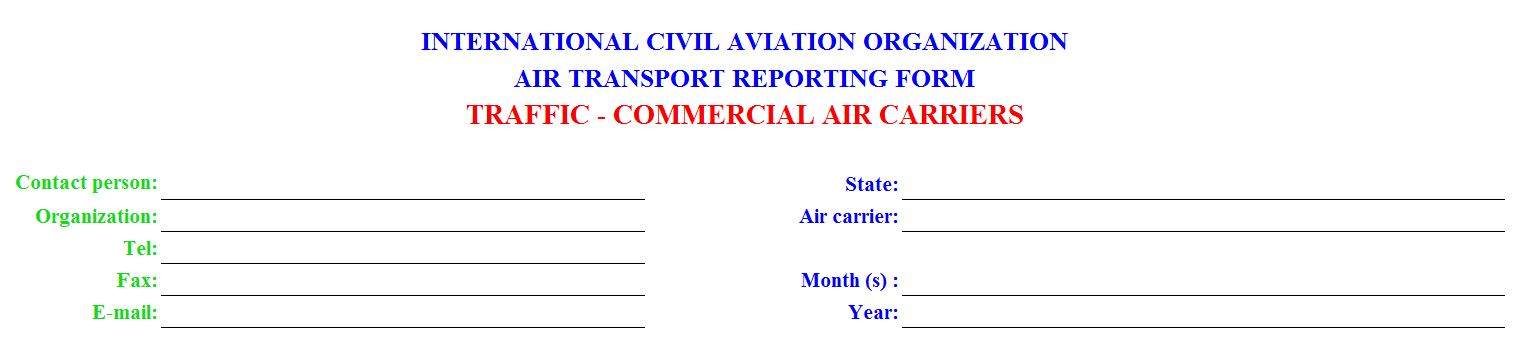 INTERNATIONAL CIVIL AVIATION ORGANIZATION
AIR TRANSPORT REPORTING FORM
TRAFFIC - COMMERCIAL AIR CARRIERS
Contact person:
Organization:
Tel:
Fax:
E-mail:
State:
Air carrier:
Month (s) :
Year: